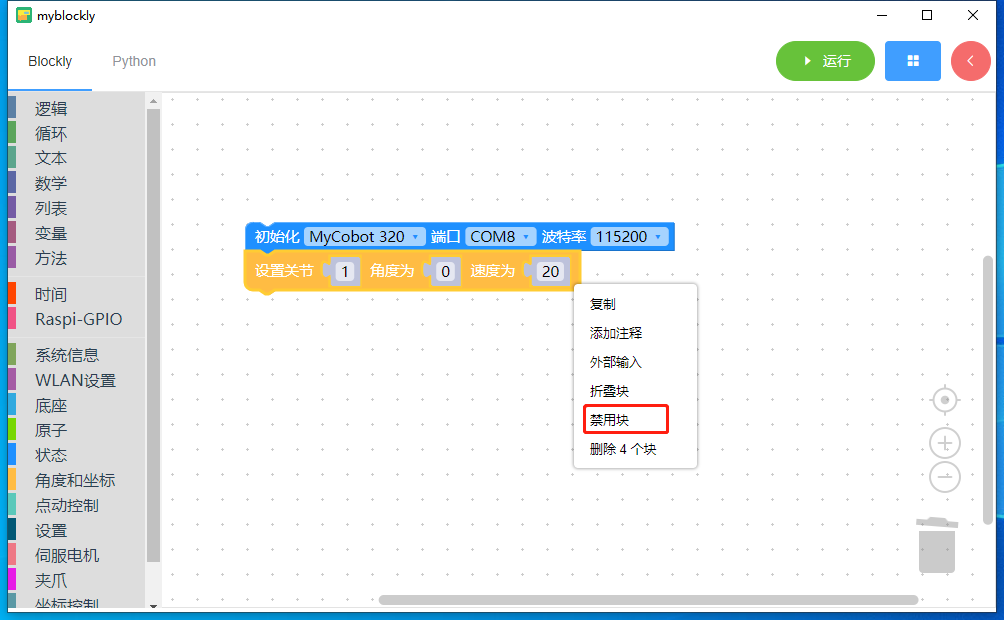 myblockly
Blockly Python
运行
逻辑
循环
文本
数学
列表
变量
方法
时间
Raspi-GPIO
系统信息
WLAN设置
底座
原子
状态
角度和坐标
点动控制
设置
伺服电机
夹爪
坐标控制
初始化 MyCobot 320 端口 COM8 波特率 115200
设置关节 1 角度为 0 速度为 20
复制
添加注释
外部输入
折叠块
禁用块
删除 4 个块